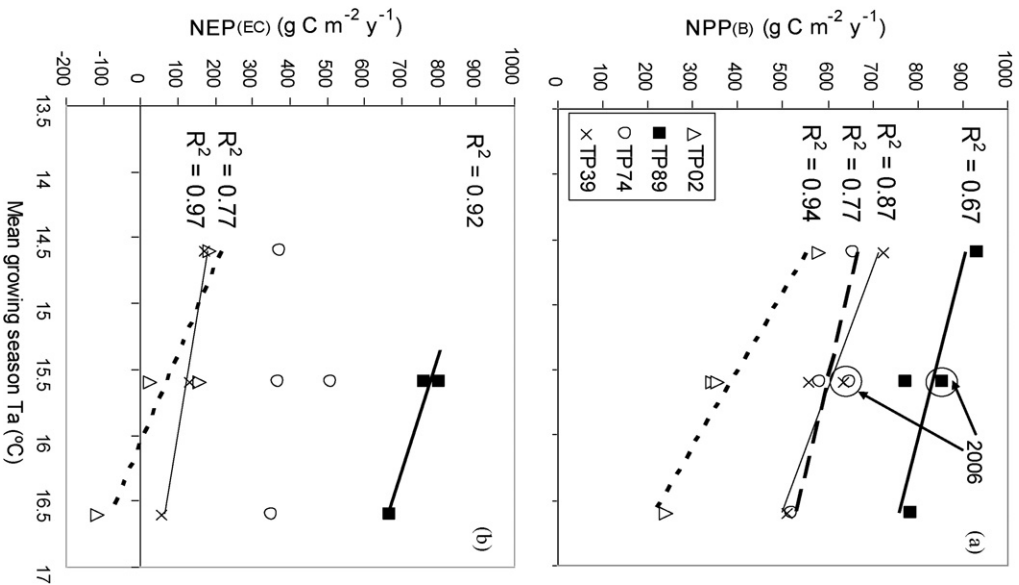 NPP(B) (g C m⁻² y⁻¹)
1000
900
800
700
600
500
400
300
200
100
0
(a)
2006
R² = 0.67
R² = 0.87
R² = 0.77
R² = 0.94
TP02
TP89
TP74
TP39
NEP(EC) (g C m⁻² y⁻¹)
1000
900
800
700
600
500
400
300
200
100
0
-100
-200
(b)
R² = 0.92
R² = 0.77
R² = 0.97
13.5 14 14.5 15 15.5 16 16.5 17
Mean growing season Ta (ºC)